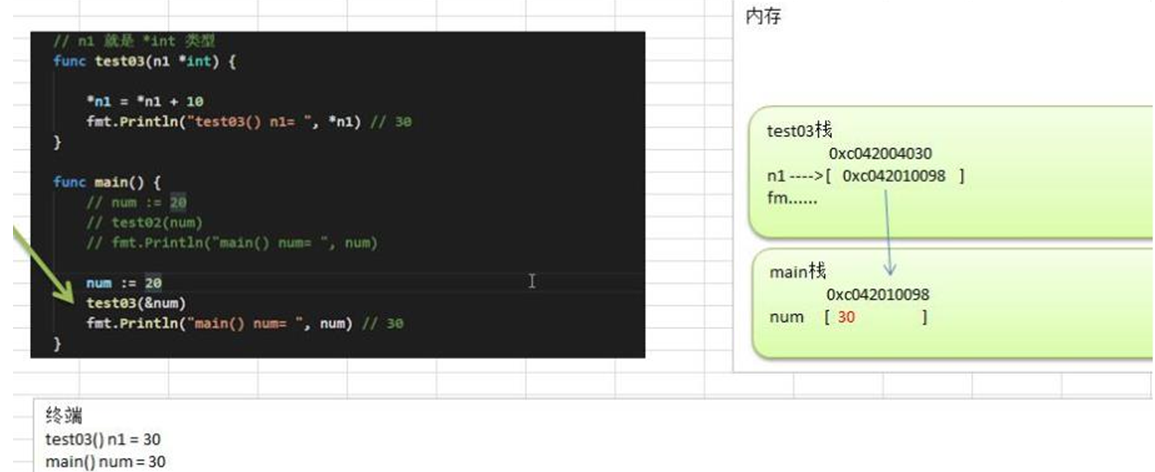 // n1 就是 *int 类型
func test03(n1 *int) {
*n1 = *n1 + 10
fmt.Println("test03() n1= ", *n1) // 30
}
func main() {
// num := 20
// test02(num)
// fmt.Println("main() num= ", num)
num := 20
test03(&num)
fmt.Println("main() num= ", num) // 30
}
内存
test03栈
0xc042004030
n1 ---->[ 0xc042010098 ]
fm......
main栈
0xc042010098
num [ 30 ]
终端
test03() n1 = 30
main() num = 30